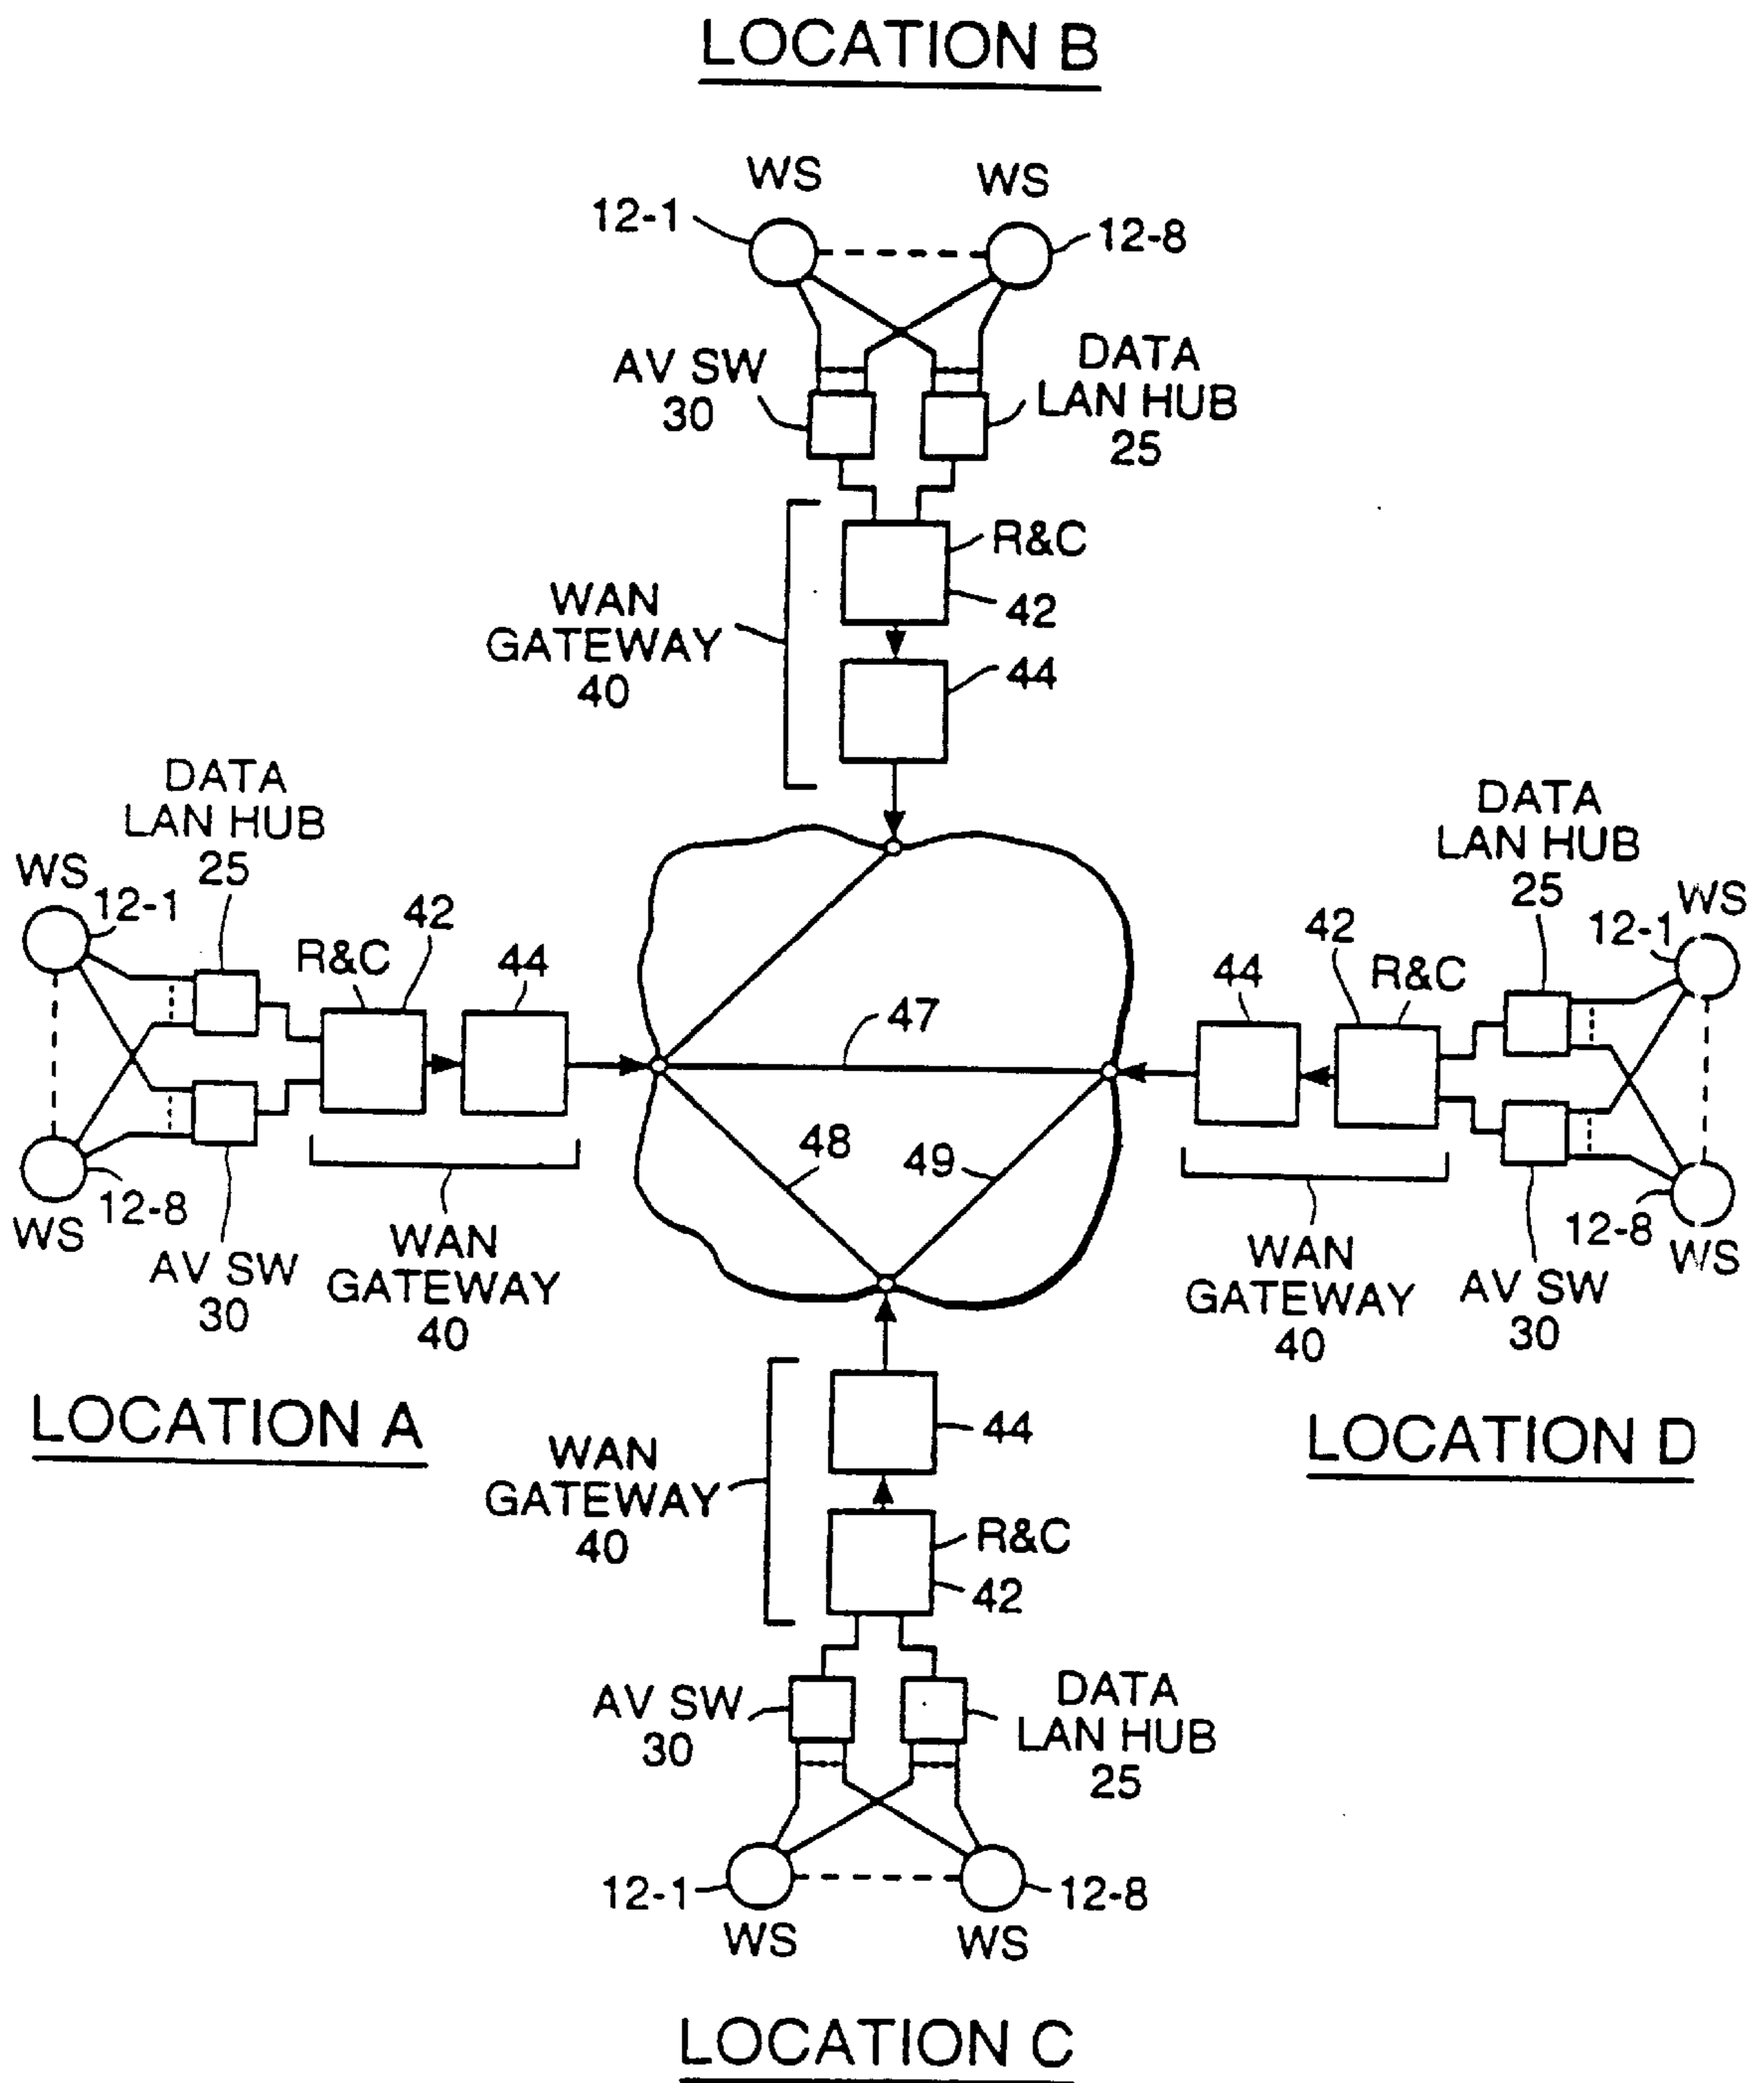 LOCATION B
WS
WS
12-1
12-8
AV SW
30
DATA
LAN HUB
25
R&C
42
WAN
GATEWAY
40
44
DATA
LAN HUB
25
WS
12-1
42
R&C
44
WS
12-8
AV SW
30
WAN
GATEWAY
40
LOCATION A
47
48
49
DATA
LAN HUB
25
WS
12-1
42
R&C
44
12-8
WS
WAN
GATEWAY
40
AV SW
30
LOCATION D
44
WAN
GATEWAY
40
R&C
42
AV SW
30
DATA
LAN HUB
25
12-1
12-8
WS
WS
LOCATION C